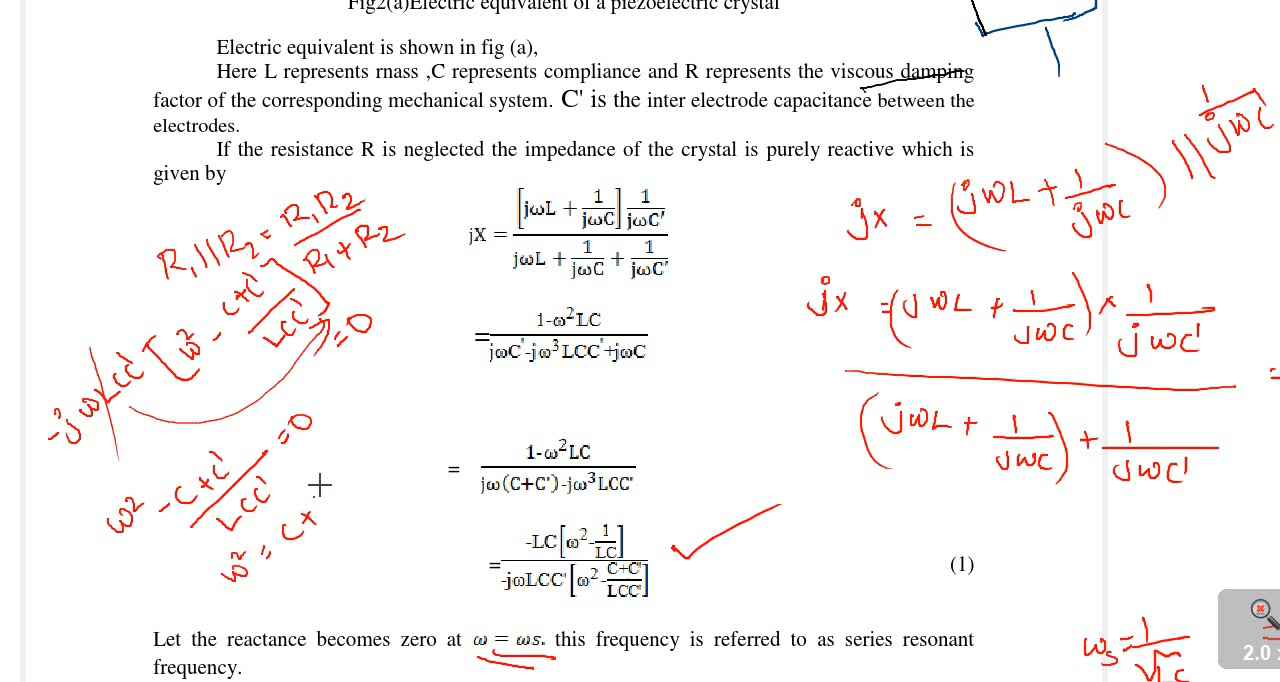 Fig2(a)Electric equivalent of a piezoelectric crystal
Electric equivalent is shown in fig (a),
Here L represents rnass ,C represents compliance and R represents the viscous damping
factor of the corresponding mechanical system. C' is the inter electrode capacitance between the
electrodes.
If the resistance R is neglected the impedance of the crystal is purely reactive which is
given by
jX = [jωL + 1/jωC] 1/jωC' / jωL + 1/jωC + 1/jωC'
= 1-ω²LC / jωC'-jω³LCC'+jωC
= 1-ω²LC / jω(C+C')-jω³LCC'
= -LC[ω²-1/LC] / -jωLCC'[ω²-C+C'/LCC'] (1)
Let the reactance becomes zero at ω = ωs. this frequency is referred to as series resonant
frequency.
R1||R2 = R1R2 / R1+R2
-jωLCC' [ω² - C+C'/LCC'] = 0
ω² - C+C'/LCC' = 0
ω² = C+
jx = (jωL + 1/jωC) || 1/jωC
jx = (jωL + 1/jωC) × 1/jωC' / (jωL + 1/jωC) + 1/jωC'
=
ωs = 1/√LC
2.0